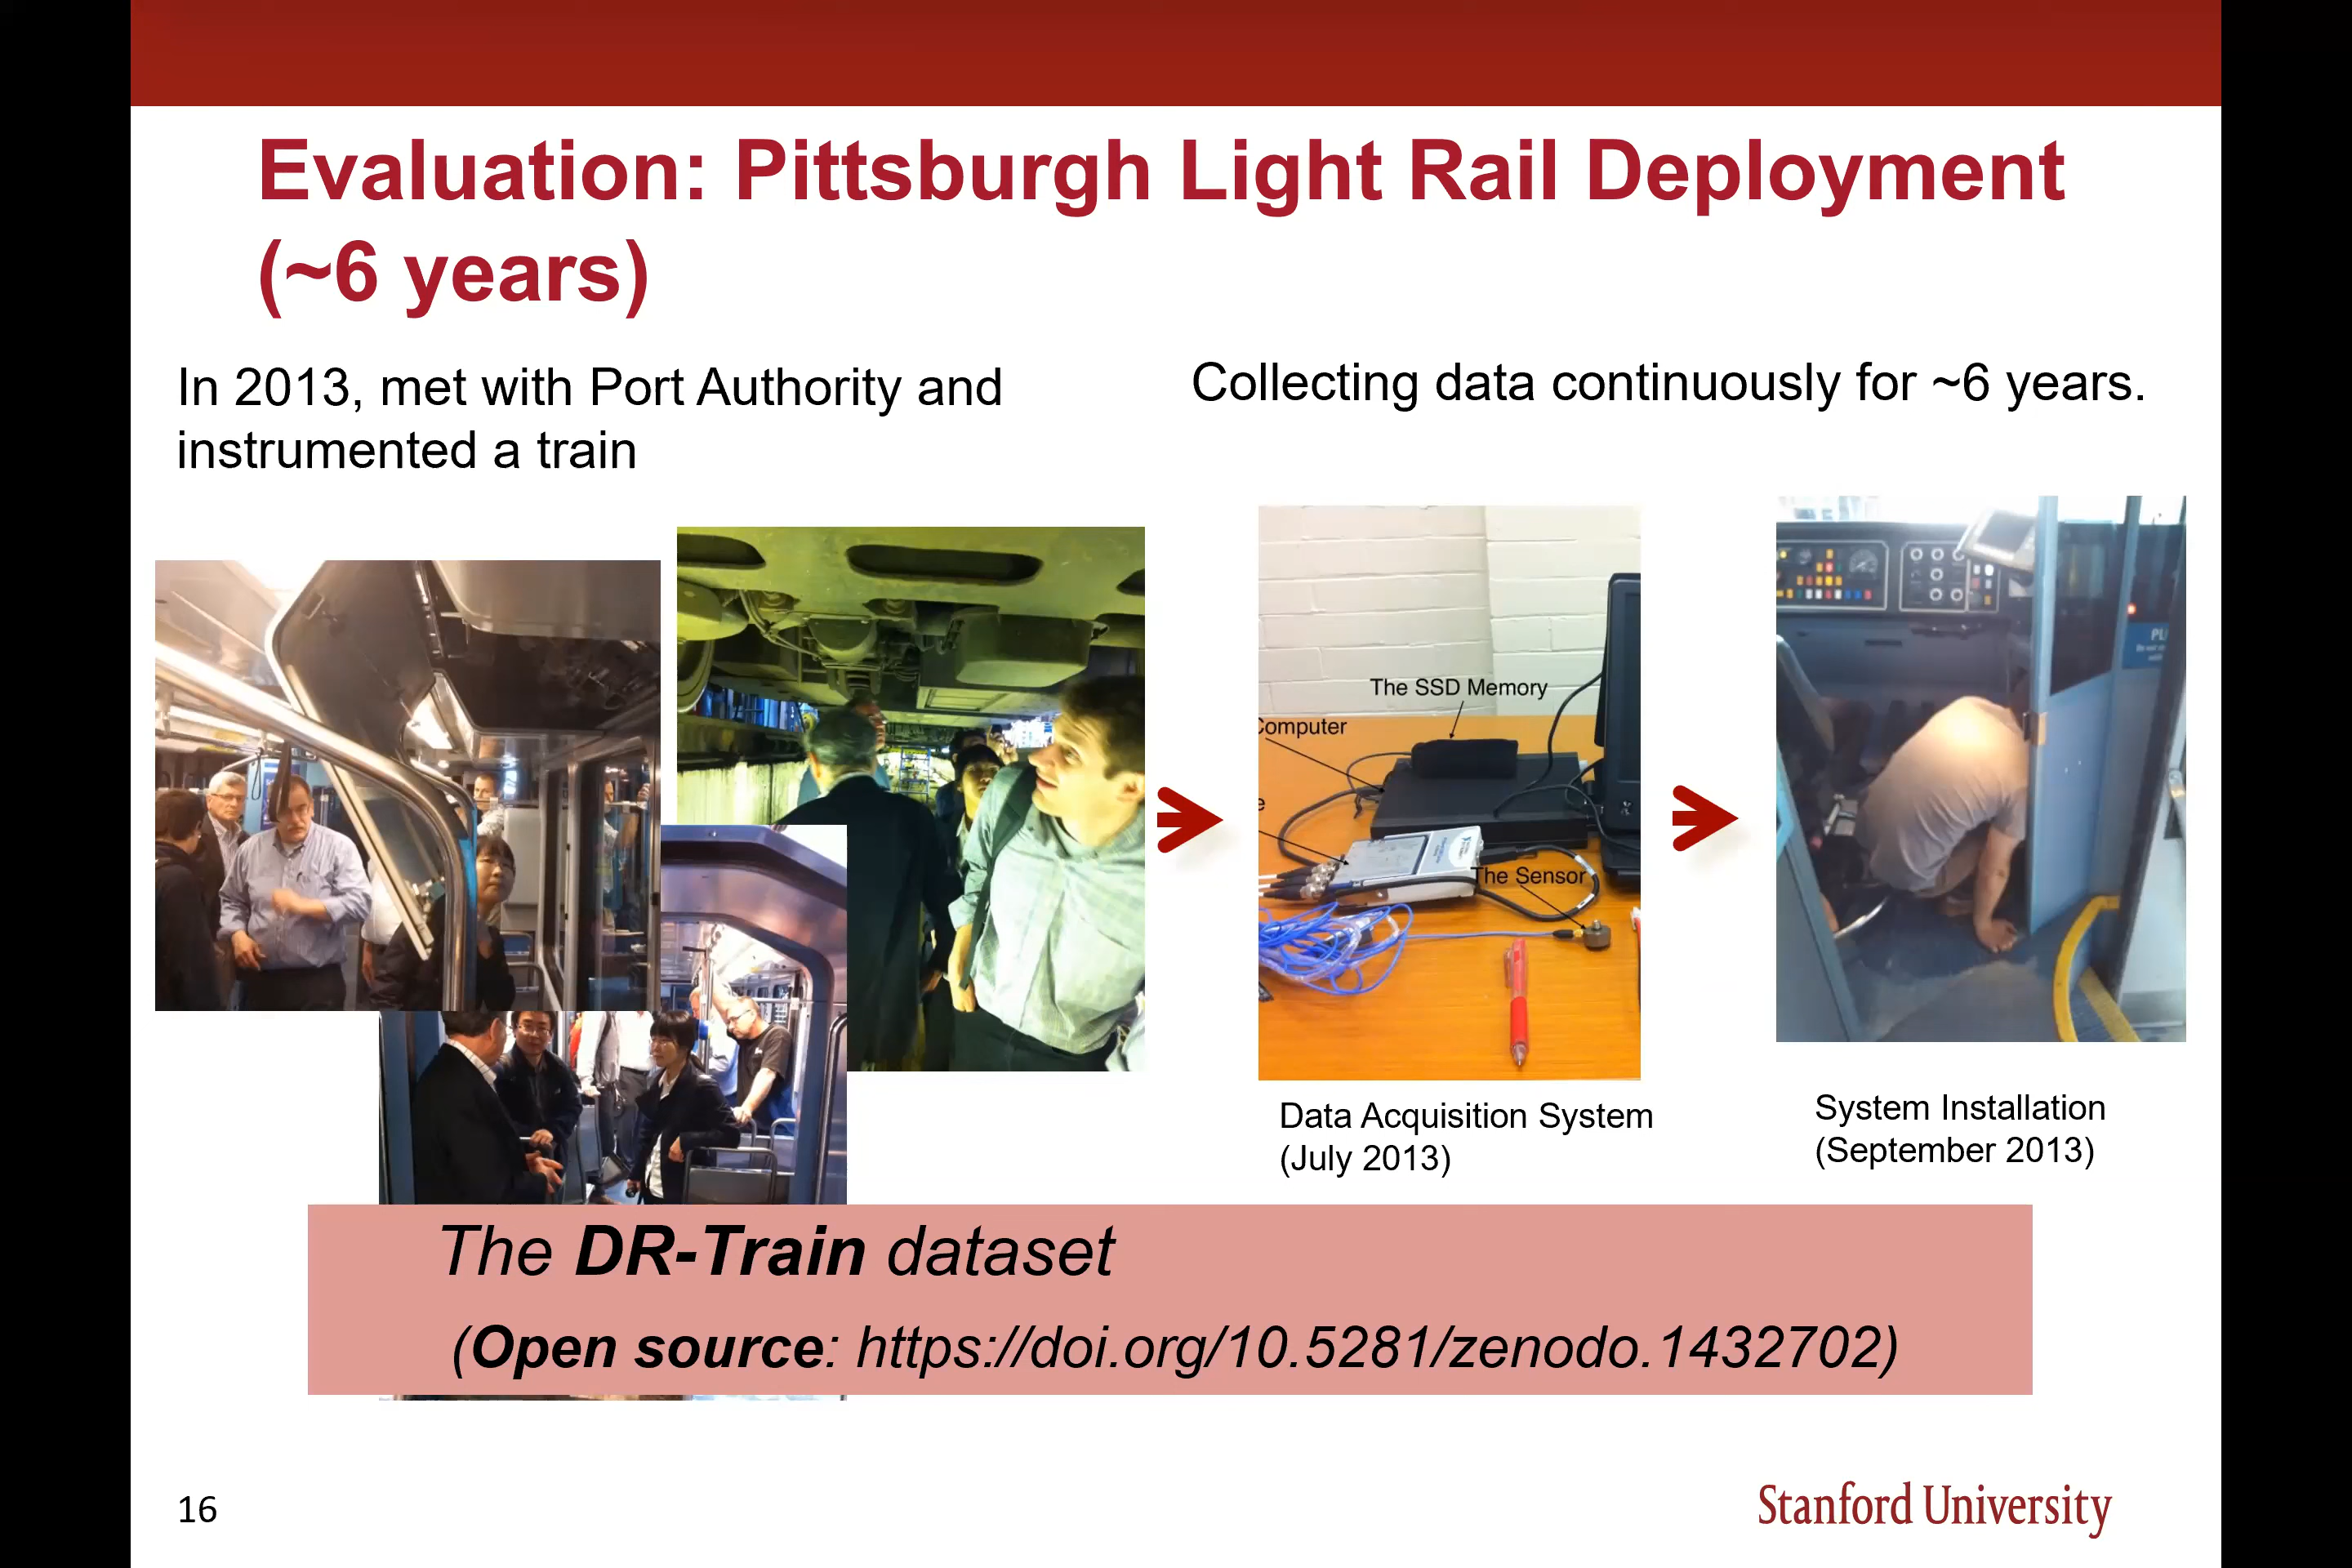 Evaluation: Pittsburgh Light Rail Deployment
(~6 years)
In 2013, met with Port Authority and
instrumented a train
Collecting data continuously for ~6 years.
The SSD Memory
Computer
The Sensor
Data Acquisition System
(July 2013)
System Installation
(September 2013)
The DR-Train dataset
(Open source: https://doi.org/10.5281/zenodo.1432702)
16
Stanford University